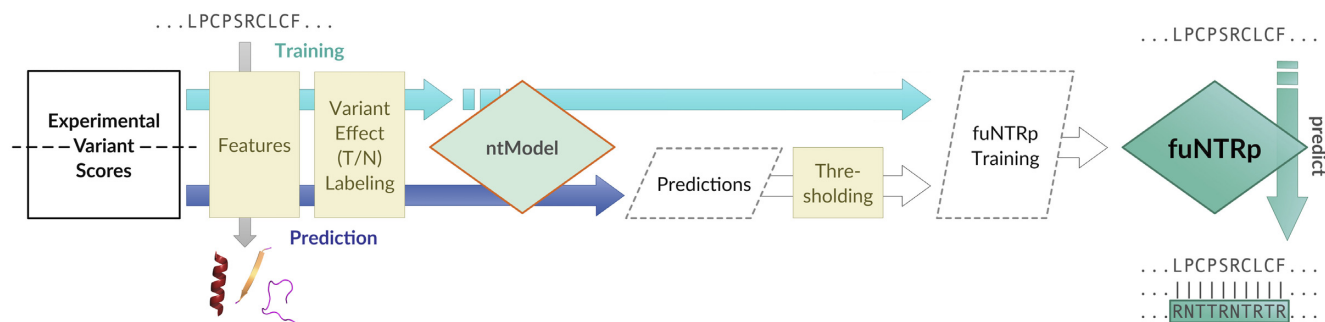 ...LPCPSRCLCF...
Training
Experimental
Variant
Scores
Features
Variant
Effect
(T/N)
Labeling
ntModel
Prediction
Predictions
Thre-
sholding
fuNTRp
Training
...LPCPSRCLCF...
fuNTRp
predict
...LPCPSRCLCF...
...||||||||||...
...RNTTRNTRTR...